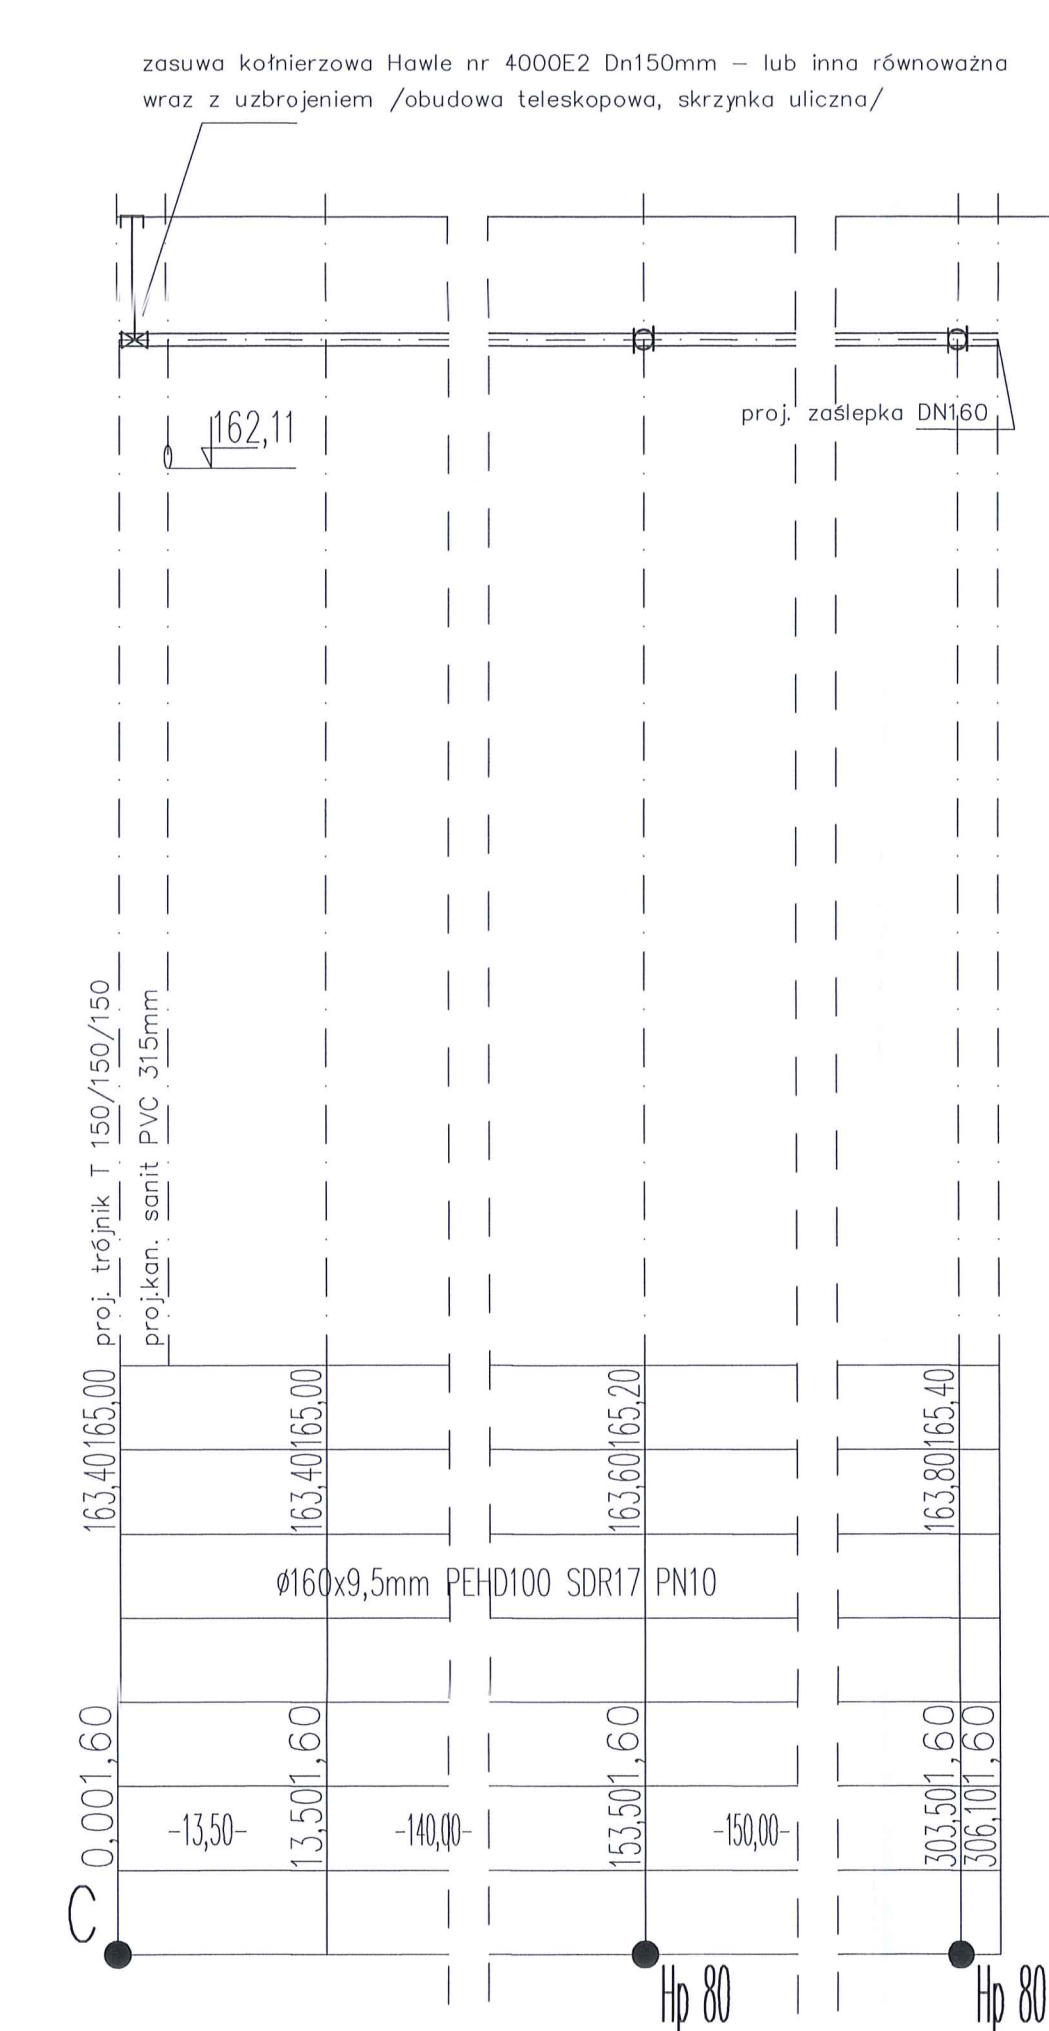 zasuwa kołnierzowa Hawle nr 4000E2 Dn150mm – lub inna równoważna
wraz z uzbrojeniem /obudowa teleskopowa, skrzynka uliczna/
proj. zaślepka DN160
162,11
proj. trójnik T 150/150/150
proj.kan. sanit PVC 315mm
165,00
165,00
165,20
165,40
163,40
163,40
163,60
163,80
ø160x9,5mm PEHD100 SDR17 PN10
1,60
1,60
1,60
1,60
1,60
0,00
13,50
153,50
303,50
306,10
-13,50-
-140,00-
-150,00-
C
Hp 80
Hp 80